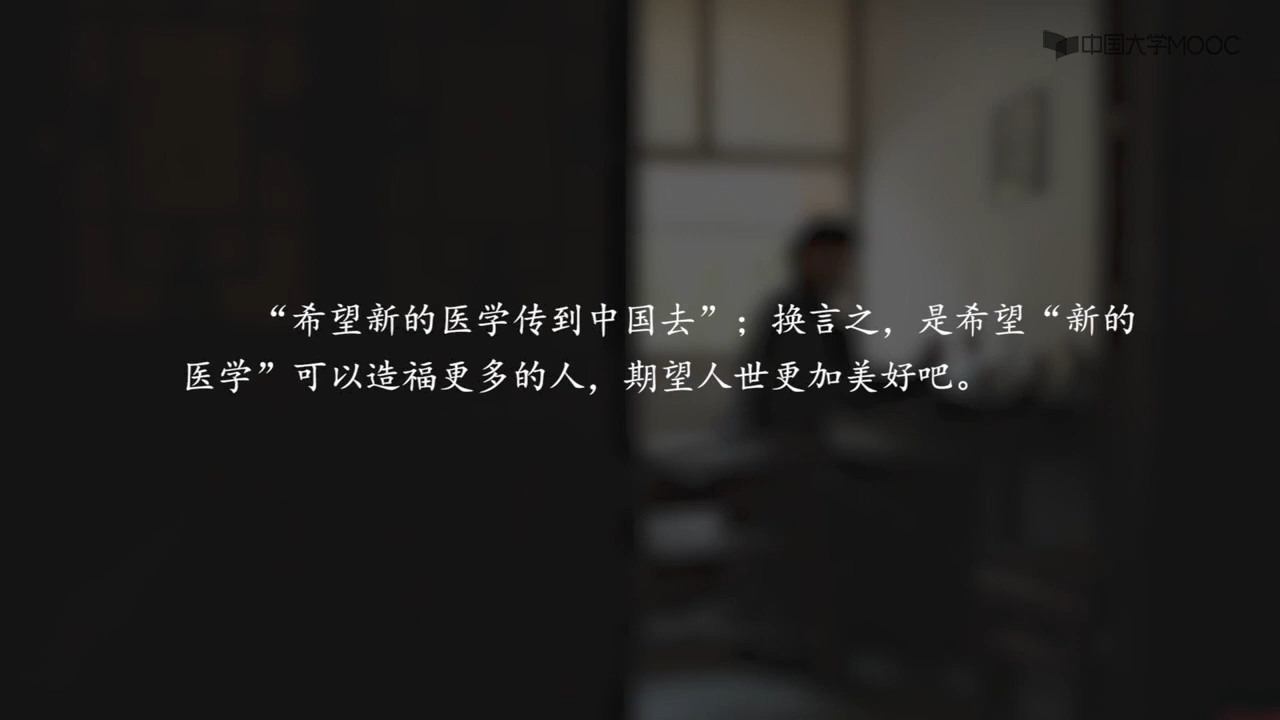 中国大学MOOC
“希望新的医学传到中国去”；换言之，是希望“新的
医学”可以造福更多的人，期望人世更加美好吧。